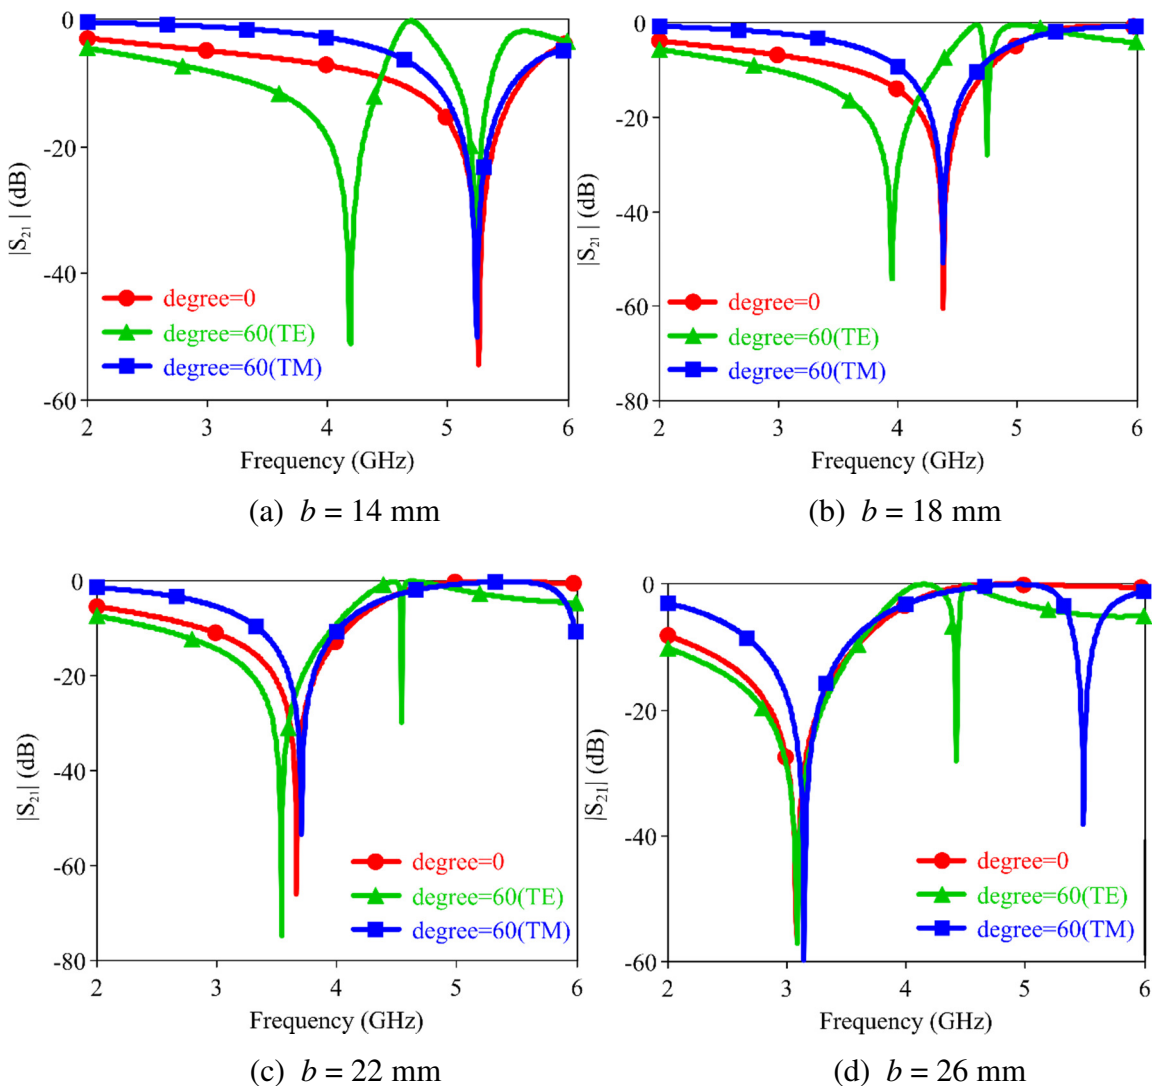 0
-20
-40
-60
|S21| (dB)
degree=0
degree=60(TE)
degree=60(TM)
2 3 4 5 6
Frequency (GHz)
(a) b = 14 mm
0
-20
-40
-60
-80
|S21| (dB)
degree=0
degree=60(TE)
degree=60(TM)
2 3 4 5 6
Frequency (GHz)
(b) b = 18 mm
0
-20
-40
-60
-80
|S21| (dB)
degree=0
degree=60(TE)
degree=60(TM)
2 3 4 5 6
Frequency (GHz)
(c) b = 22 mm
0
-20
-40
-60
|S21| (dB)
degree=0
degree=60(TE)
degree=60(TM)
2 3 4 5 6
Frequency (GHz)
(d) b = 26 mm